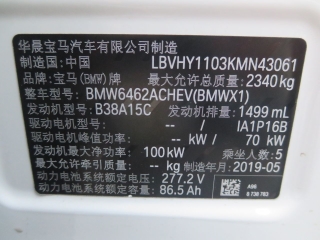 华晨宝马汽车有限公司制造
制造国：中国 LBVHY1103KMN43061
品牌：宝马(BMW)牌 最大允许总质量：2340kg
整车型号：BMW6462ACHEV(BMWX1)
发动机型号：B38A15C 发动机排量：1499mL
驱动电机型号：-- / IA1P16B
驱动电机峰值功率：-- kW / 70 kW
发动机最大净功率：100kW 乘坐人数：5
最大允许牵引质量：-- kg 制造年月：2019-05
动力电池系统额定电压：277.2V
动力电池系统额定容量：86.5Ah
A96